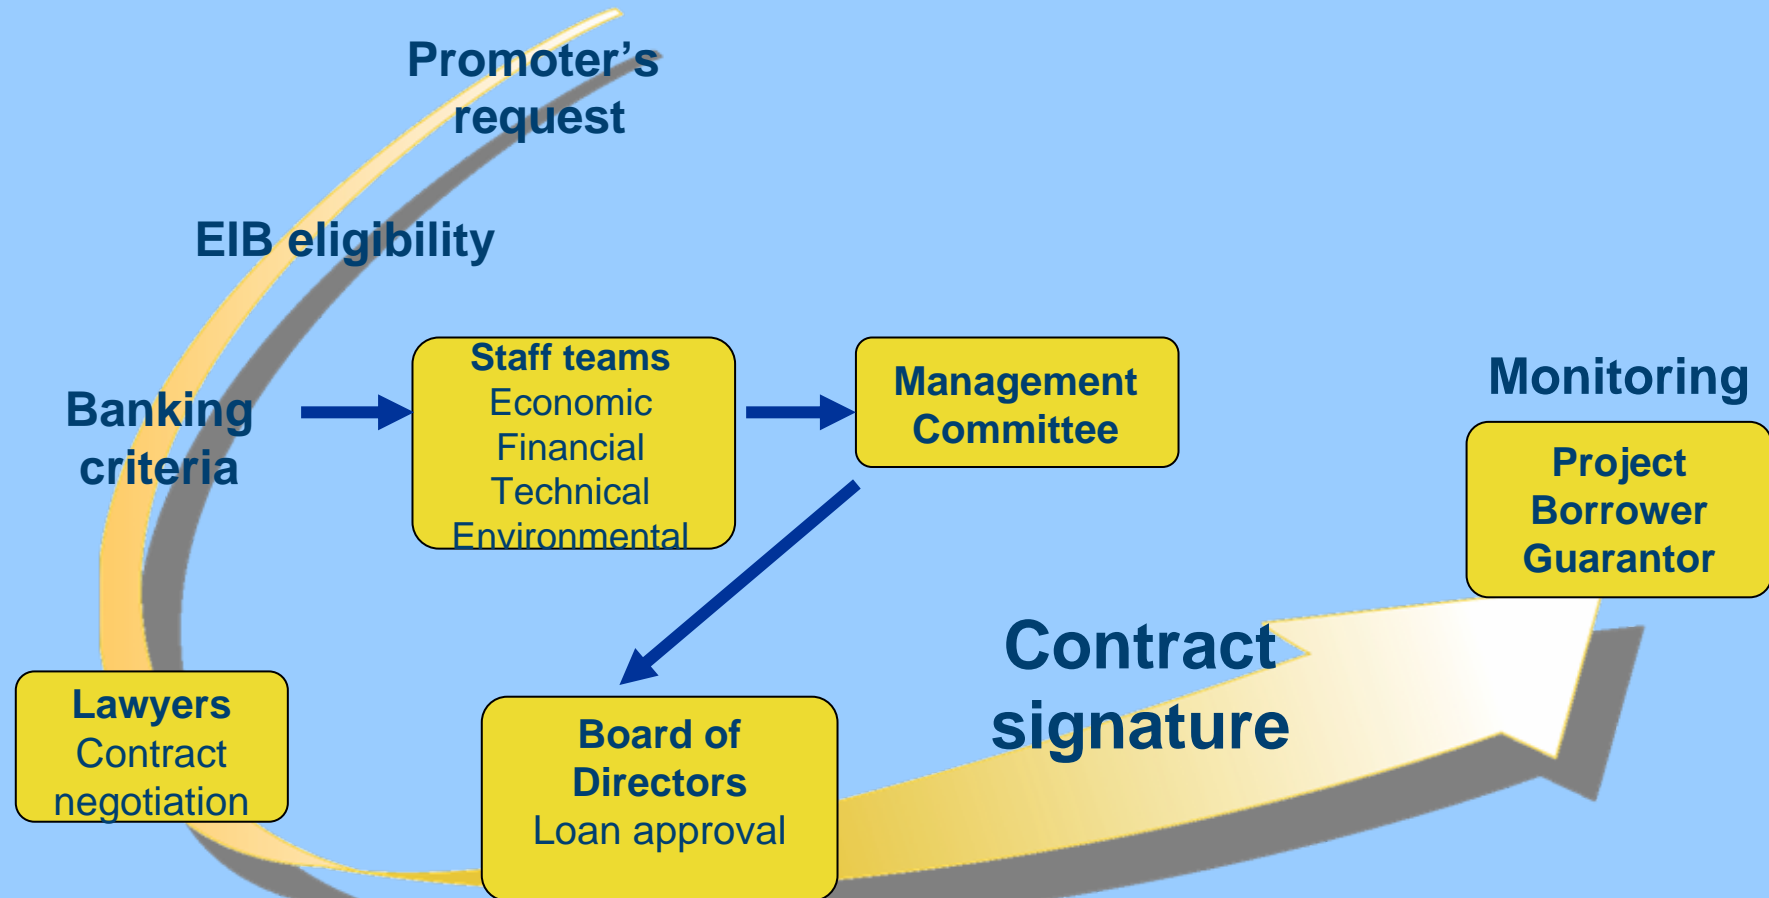 Promoter’s
request
EIB eligibility
Banking
criteria
Staff teams
Economic
Financial
Technical
Environmental
Management
Committee
Monitoring
Project
Borrower
Guarantor
Lawyers
Contract
negotiation
Board of
Directors
Loan approval
Contract
signature